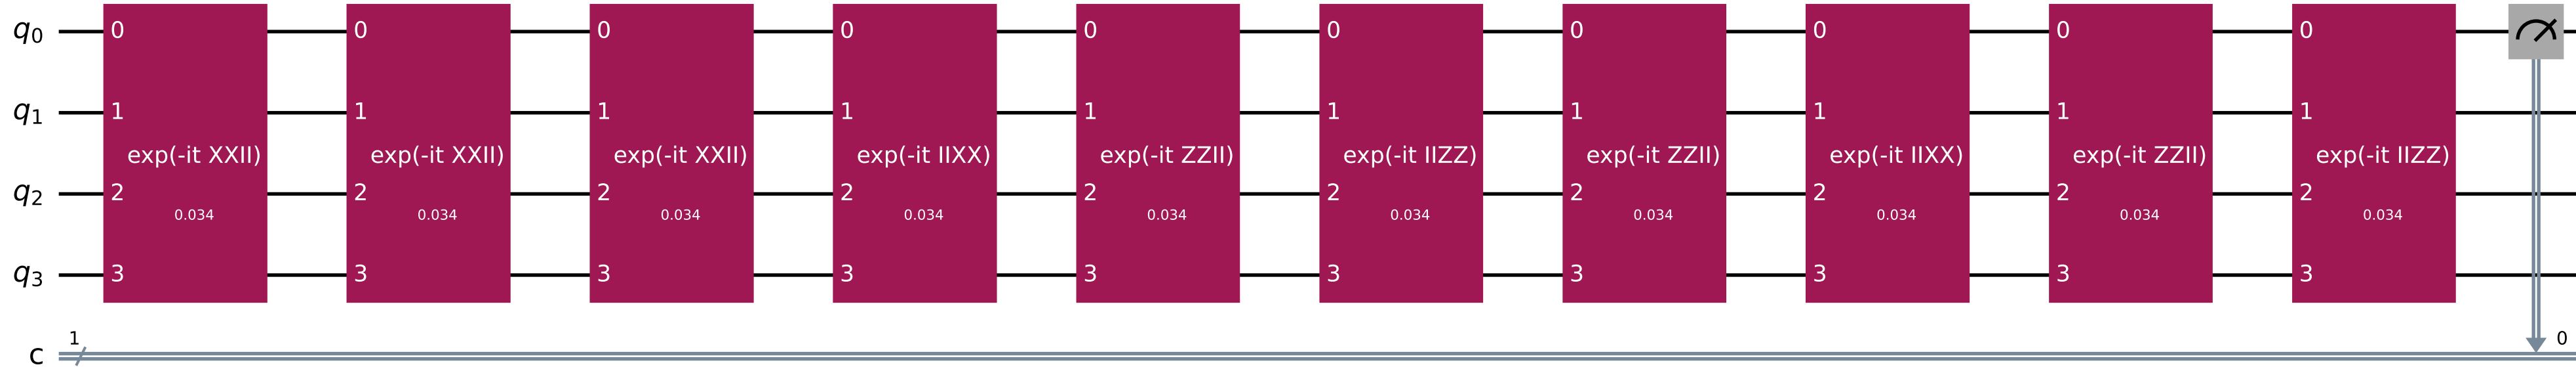 q0 0 0 0 0 0 0 0 0 0 0
q1 1 1 1 1 1 1 1 1 1 1
exp(-it XXII) exp(-it XXII) exp(-it XXII) exp(-it IIXX) exp(-it ZZII) exp(-it IIZZ) exp(-it ZZII) exp(-it IIXX) exp(-it ZZII) exp(-it IIZZ)
q2 2 2 2 2 2 2 2 2 2 2
0.034 0.034 0.034 0.034 0.034 0.034 0.034 0.034 0.034 0.034
q3 3 3 3 3 3 3 3 3 3 3
1 0
c